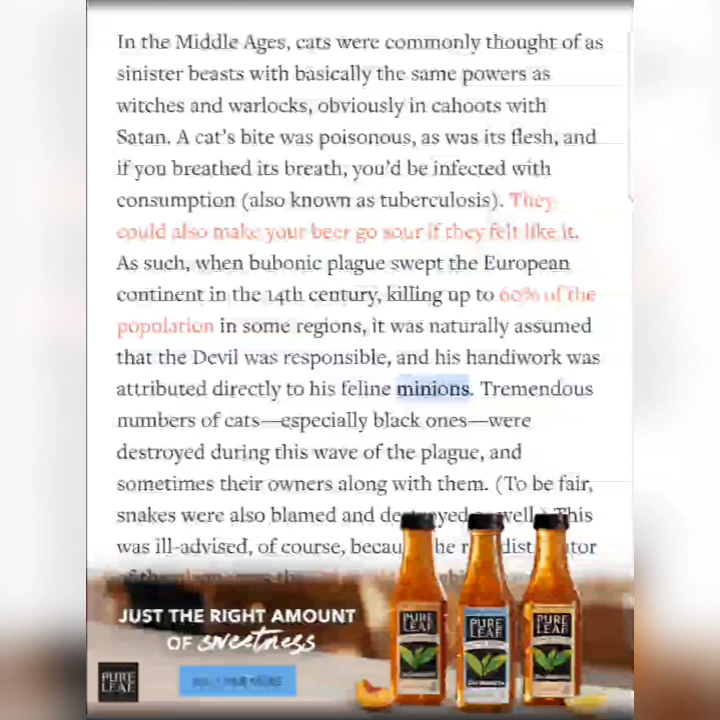 In the Middle Ages, cats were commonly thought of as
sinister beasts with basically the same powers as
witches and warlocks, obviously in cahoots with
Satan. A cat's bite was poisonous, as was its flesh, and
if you breathed its breath, you'd be infected with
consumption (also known as tuberculosis). They
could also make your beer go sour if they felt like it.
As such, when bubonic plague swept the European
continent in the 14th century, killing up to 60% of the
population in some regions, it was naturally assumed
that the Devil was responsible, and his handiwork was
attributed directly to his feline minions. Tremendous
numbers of cats—especially black ones—were
destroyed during this wave of the plague, and
sometimes their owners along with them. (To be fair,
snakes were also blamed and well.) This
was ill-advised, of course,
JUST THE RIGHT AMOUNT
OF sweetness
PURE LEAF
PURE LEAF
PURE LEAF
PURE LEAF